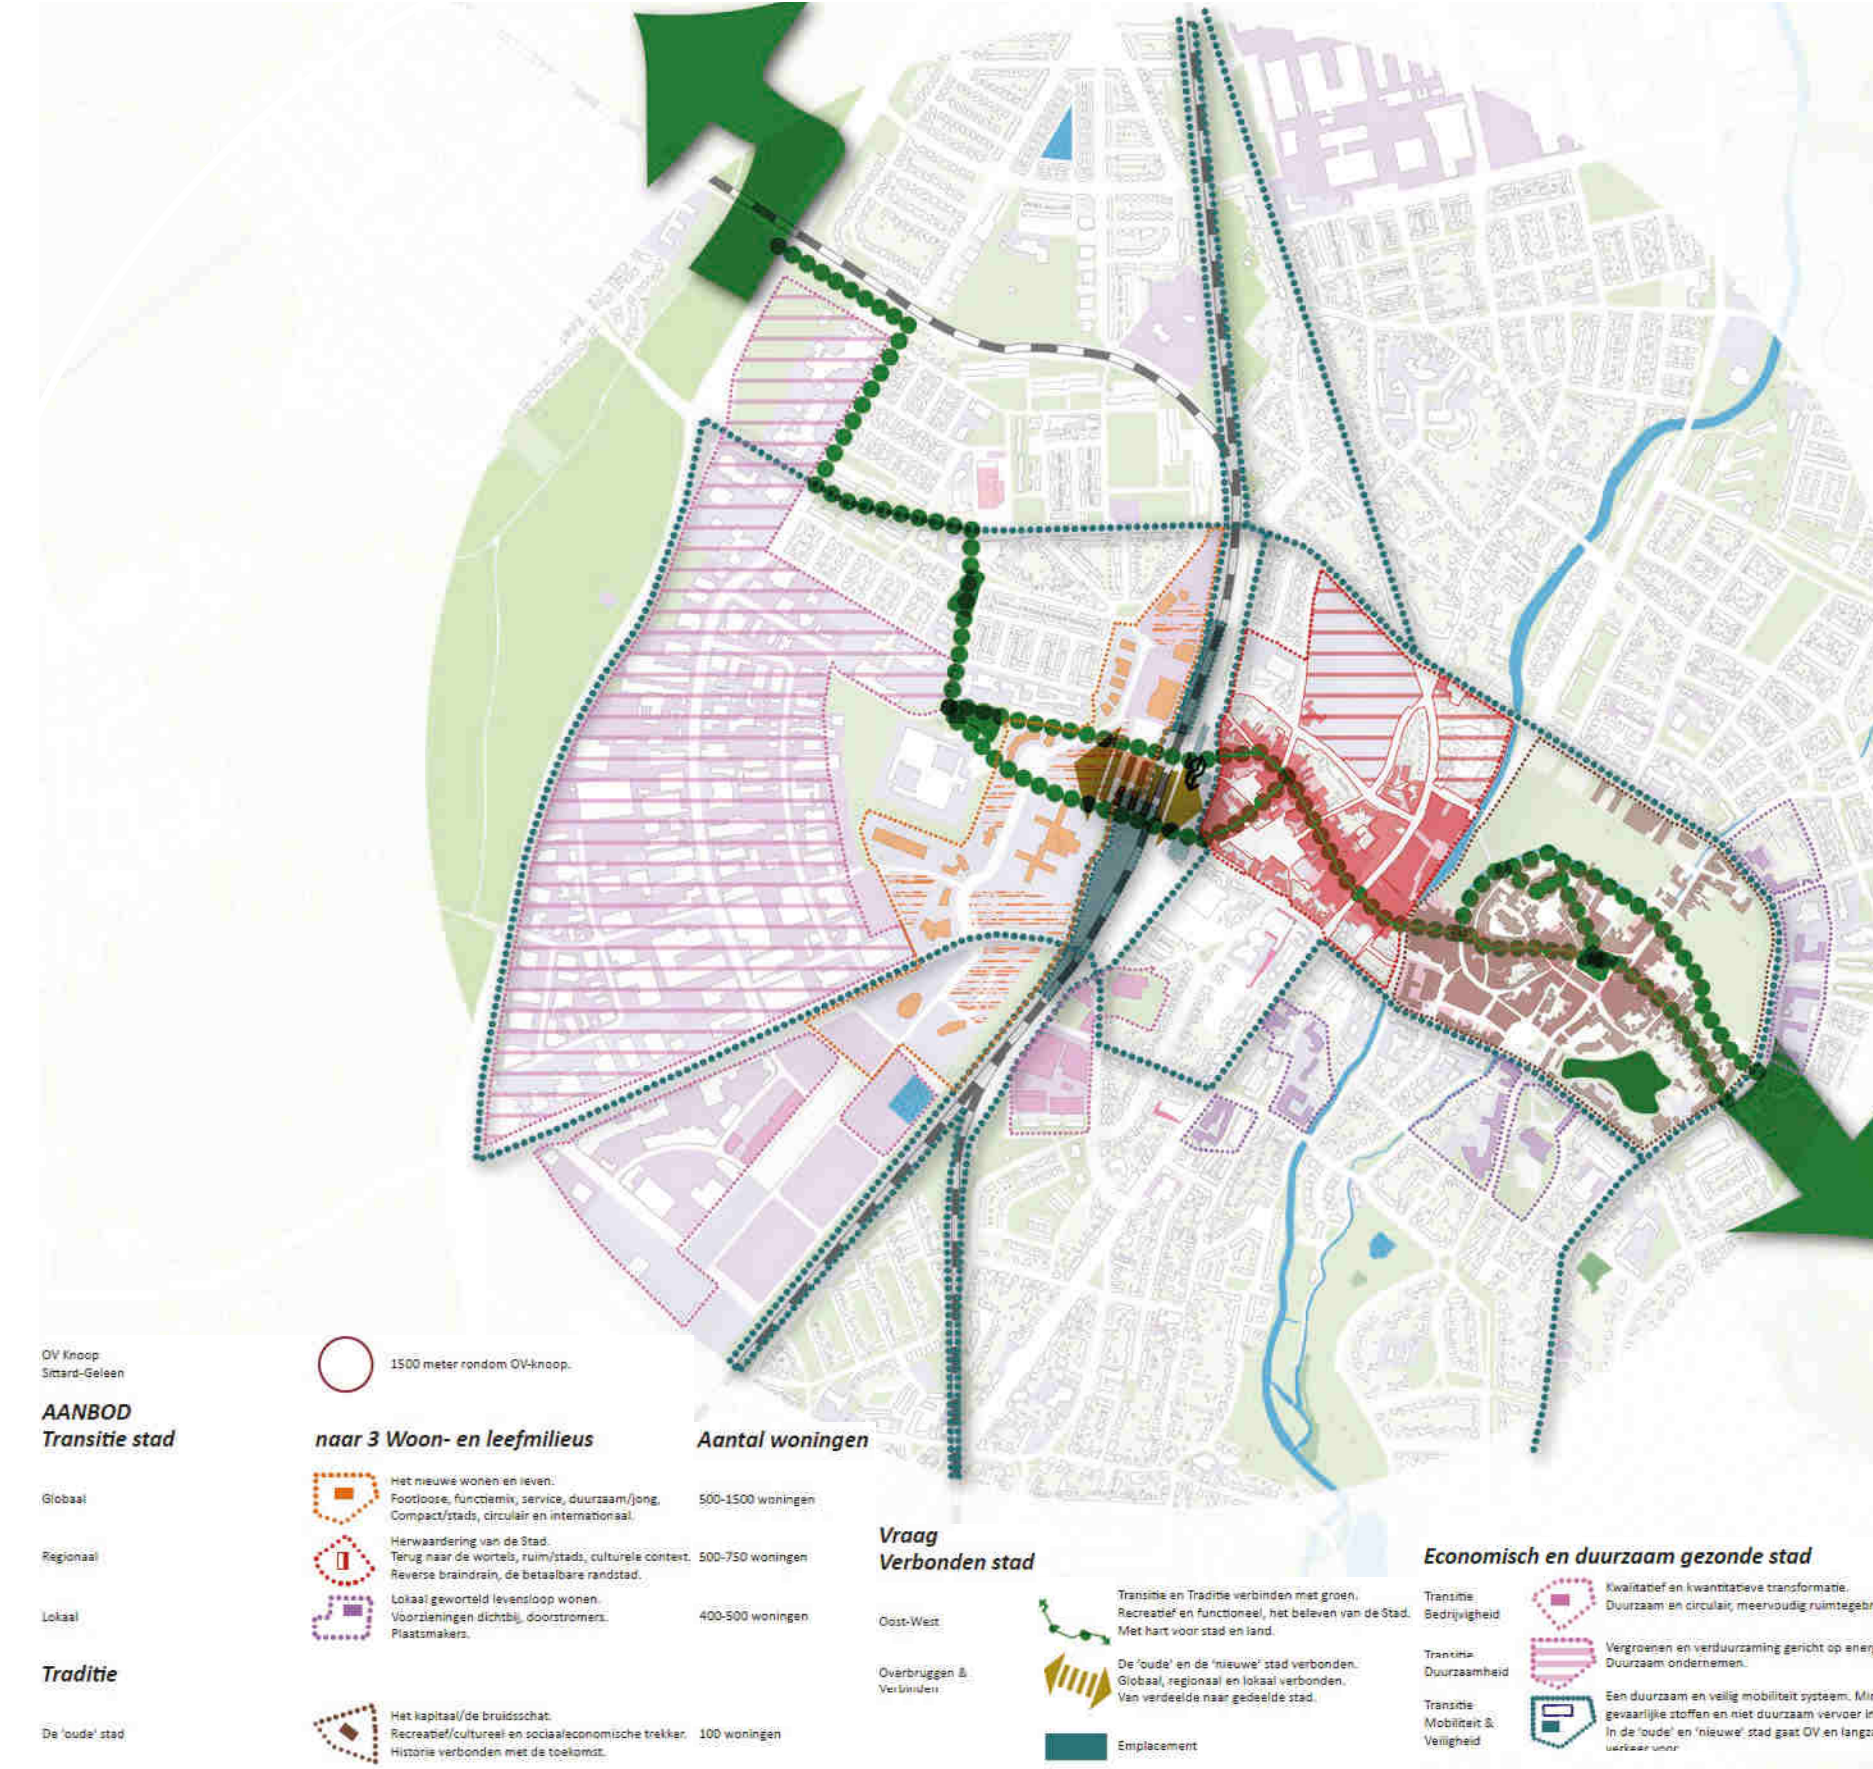 OV Knoop
Sittard-Geleen
1500 meter rondom OV-knoop.
AANBOD
Transitie stad
naar 3 Woon- en leefmilieus
Aantal woningen
Globaal
Het nieuwe wonen en leven.
Footloose, functiemix, service, duurzaam/jong,
Compact/stads, circulair en internationaal.
500-1500 woningen
Regionaal
Herwaardering van de Stad.
Terug naar de wortels, ruim/stads, culturele context.
Reverse braindrain, de betaalbare randstad.
500-750 woningen
Lokaal
Lokaal geworteld levensloop wonen.
Voorzieningen dichtbij, doorstromers.
Plaatsmakers.
400-500 woningen
Traditie
De 'oude' stad
Het kapitaal/de bruidsschat.
Recreatief/cultureel en sociaaleconomische trekker.
Historie verbonden met de toekomst.
100 woningen
Vraag
Verbonden stad
Oost-West
Transitie en Traditie verbinden met groen.
Recreatief en functioneel, het beleven van de Stad.
Met hart voor stad en land.
Overbruggen &
Verbinden
De 'oude' en de 'nieuwe' stad verbonden.
Globaal, regionaal en lokaal verbonden.
Van verdeelde naar gedeelde stad.
Emplacement
Economisch en duurzaam gezonde stad
Transitie
Bedrijvigheid
Kwalitatief en kwantitatieve transformatie.
Duurzaam en circulair, meervoudig ruimtegebr
Transitie
Duurzaamheid
Vergroenen en verduurzaming gericht op ener
Duurzaam ondernemen.
Transitie
Mobiliteit &
Veiligheid
Een duurzaam en veilig mobiliteit systeem. Mi
gevaarlijke stoffen en niet duurzaam vervoer i
In de 'oude' en 'nieuwe' stad gaat OV en langz
verkeer voor.